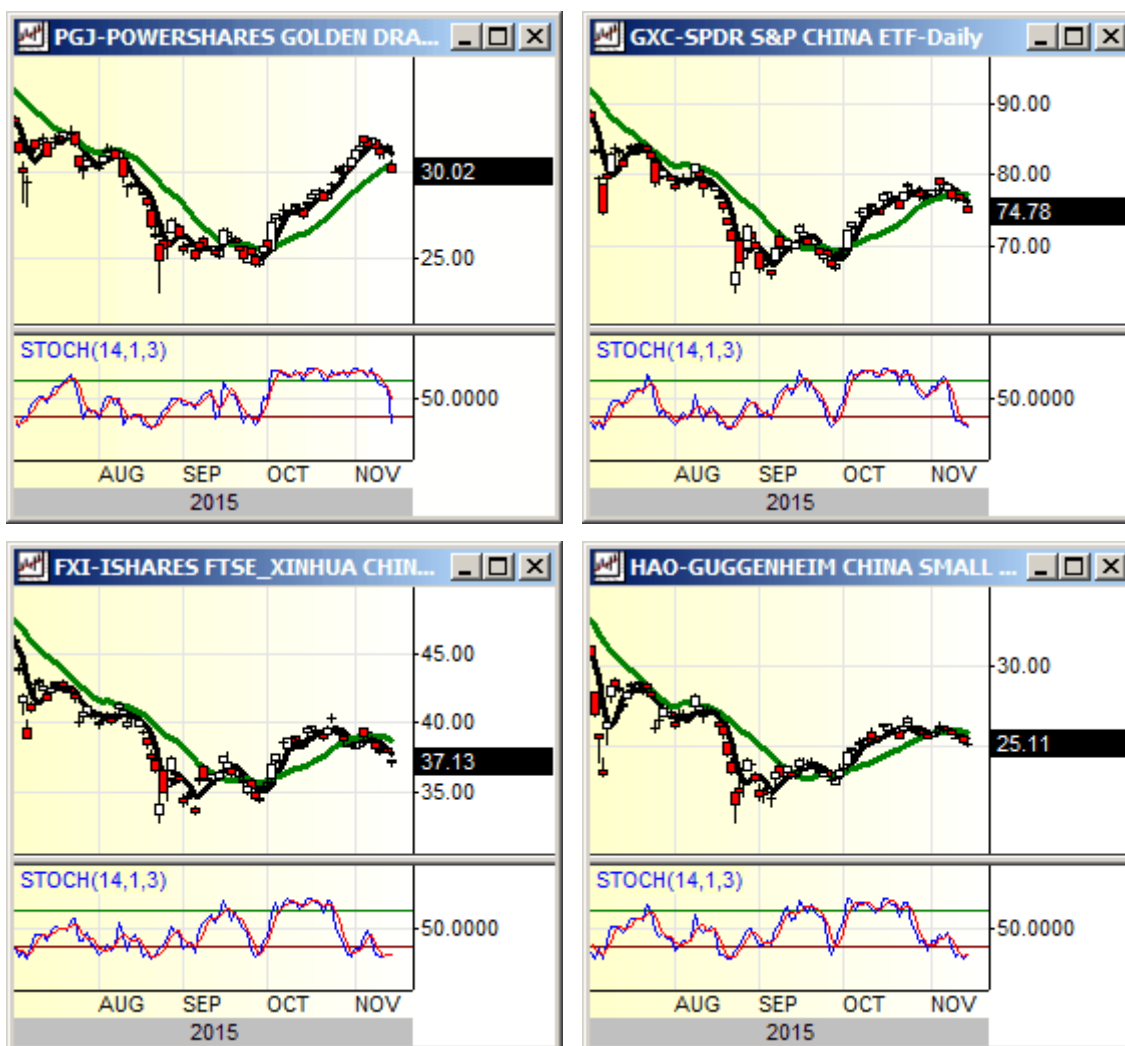 PGJ-POWERSHARES GOLDEN DRA...
30.02
25.00
STOCH(14,1,3)
50.0000
AUG SEP OCT NOV
2015
GXC-SPDR S&P CHINA ETF-Daily
90.00
80.00
74.78
70.00
STOCH(14,1,3)
50.0000
AUG SEP OCT NOV
2015
FXI-ISHARES FTSE_XINHUA CHIN...
45.00
40.00
37.13
35.00
STOCH(14,1,3)
50.0000
AUG SEP OCT NOV
2015
HAO-GUGGENHEIM CHINA SMALL ...
30.00
25.11
STOCH(14,1,3)
50.0000
AUG SEP OCT NOV
2015